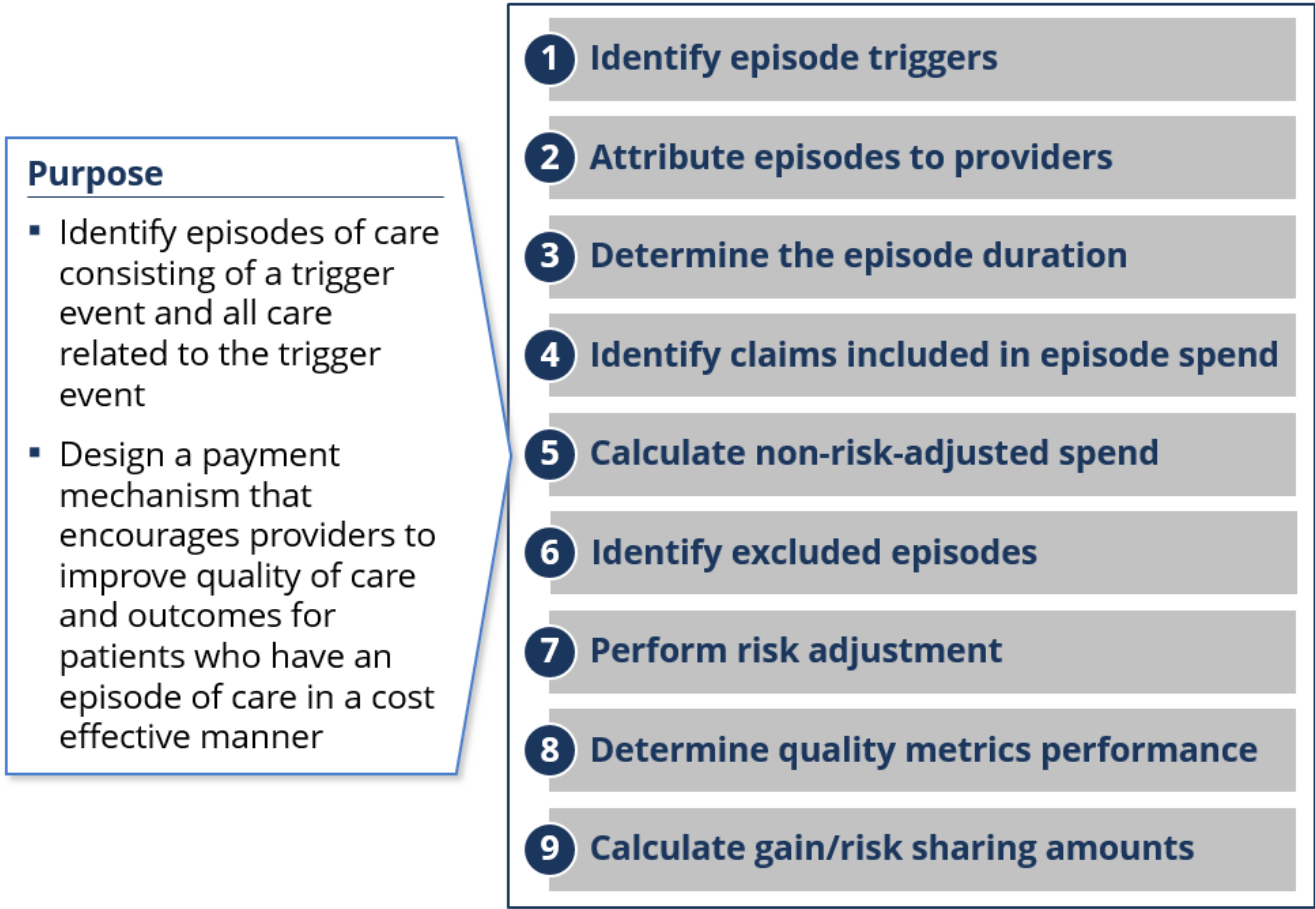 Purpose
▪ Identify episodes of care
consisting of a trigger
event and all care
related to the trigger
event
▪ Design a payment
mechanism that
encourages providers to
improve quality of care
and outcomes for
patients who have an
episode of care in a cost
effective manner
1 Identify episode triggers
2 Attribute episodes to providers
3 Determine the episode duration
4 Identify claims included in episode spend
5 Calculate non-risk-adjusted spend
6 Identify excluded episodes
7 Perform risk adjustment
8 Determine quality metrics performance
9 Calculate gain/risk sharing amounts